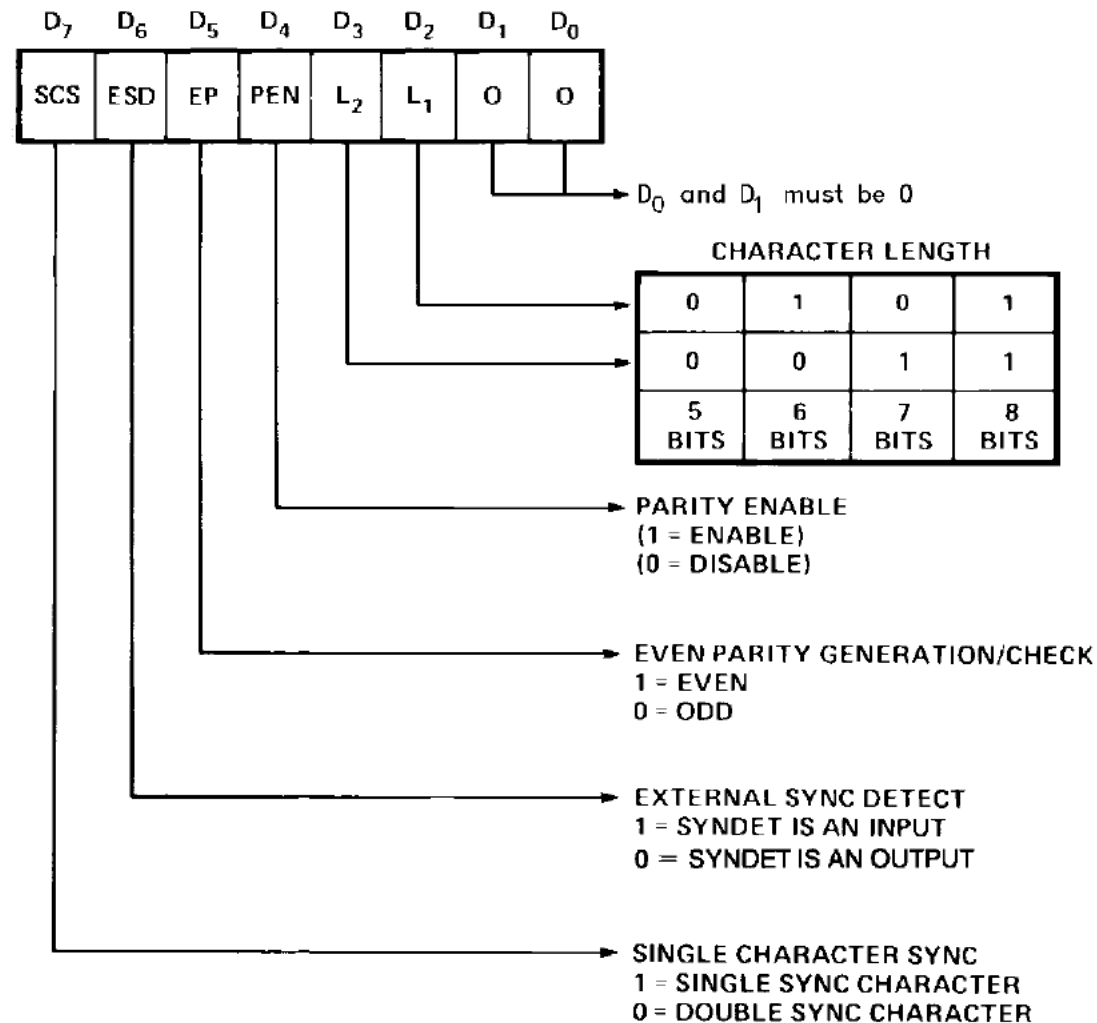 D7 D6 D5 D4 D3 D2 D1 D0
SCS ESD EP PEN L2 L1 0 0
D0 and D1 must be 0
CHARACTER LENGTH
0 1 0 1
0 0 1 1
5 BITS 6 BITS 7 BITS 8 BITS
PARITY ENABLE
(1 = ENABLE)
(0 = DISABLE)
EVEN PARITY GENERATION/CHECK
1 = EVEN
0 = ODD
EXTERNAL SYNC DETECT
1 = SYNDET IS AN INPUT
0 = SYNDET IS AN OUTPUT
SINGLE CHARACTER SYNC
1 = SINGLE SYNC CHARACTER
0 = DOUBLE SYNC CHARACTER